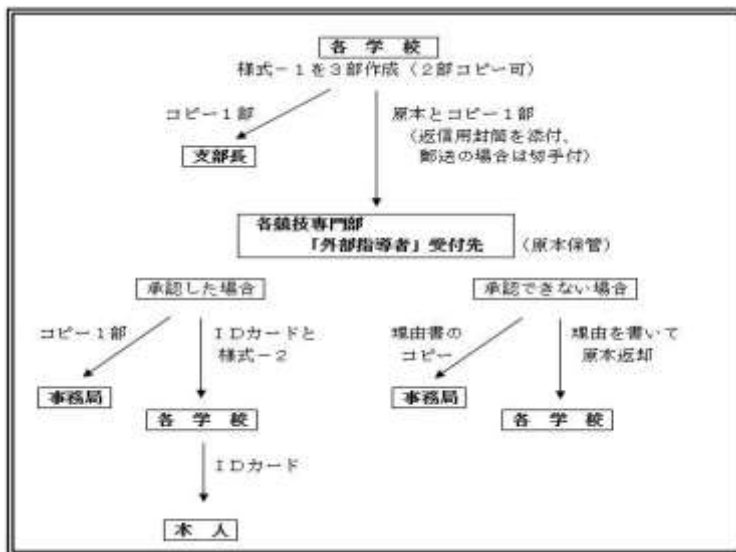 各 学 校
様式－１を３部作成（２部コピー可）
コピー１部
支部長
原本とコピー１部
（返信用封筒を添付、
郵送の場合は切手付）
各競技専門部
「外部指導者」受付先
（原本保管）
承認した場合
承認できない場合
コピー１部
ＩＤカードと
様式－２
理由書の
コピー
理由を書いて
原本返却
事務局
各 学 校
事務局
各 学 校
ＩＤカード
本 人